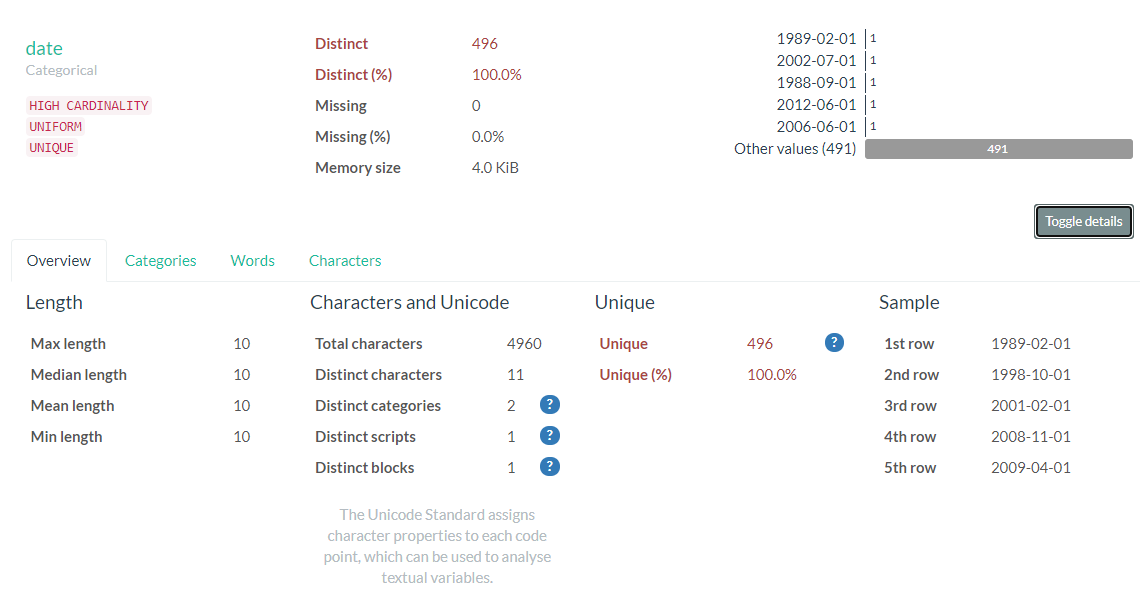 date
Categorical
HIGH CARDINALITY
UNIFORM
UNIQUE
Distinct 496
Distinct (%) 100.0%
Missing 0
Missing (%) 0.0%
Memory size 4.0 KiB
1989-02-01 1
2002-07-01 1
1988-09-01 1
2012-06-01 1
2006-06-01 1
Other values (491) 491
Toggle details
Overview Categories Words Characters
Length
Max length 10
Median length 10
Mean length 10
Min length 10
Characters and Unicode
Total characters 4960
Distinct characters 11
Distinct categories 2 ?
Distinct scripts 1 ?
Distinct blocks 1 ?
The Unicode Standard assigns
character properties to each code
point, which can be used to analyse
textual variables.
Unique
Unique 496 ?
Unique (%) 100.0%
Sample
1st row 1989-02-01
2nd row 1998-10-01
3rd row 2001-02-01
4th row 2008-11-01
5th row 2009-04-01